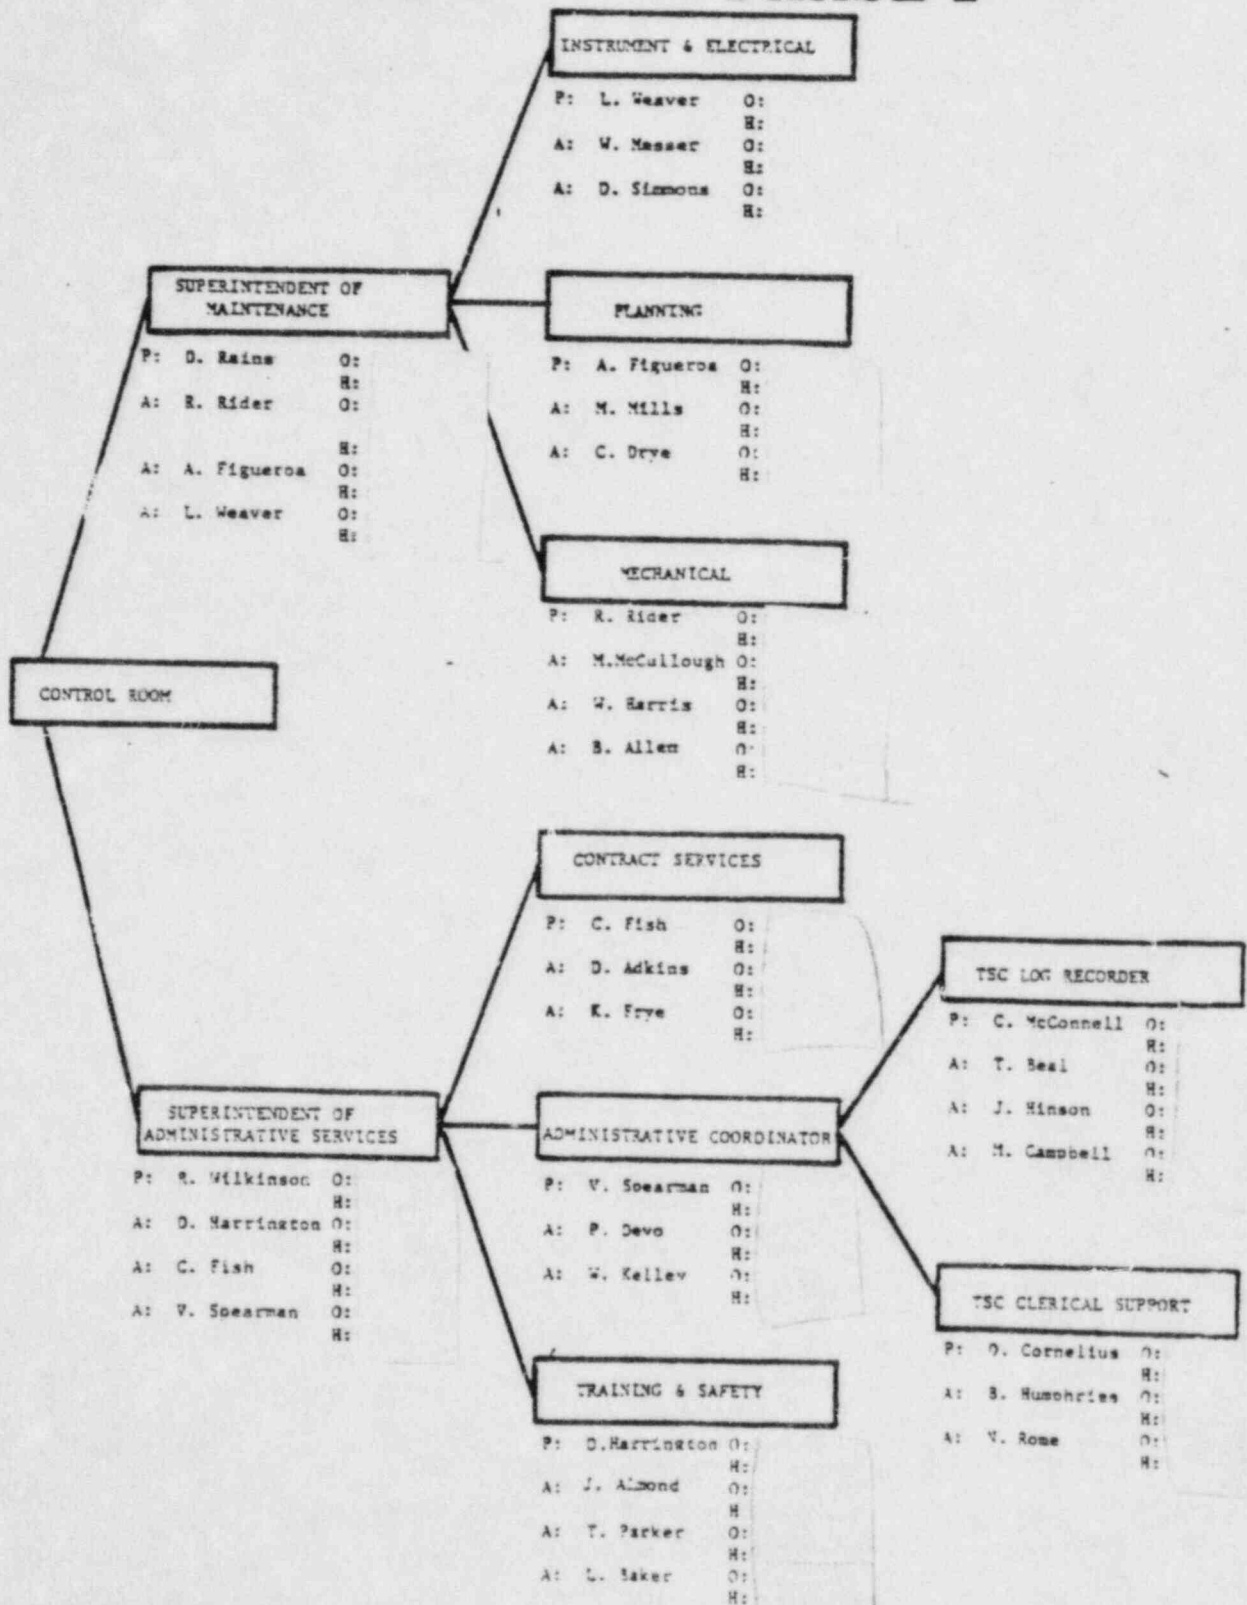 INSTRUMENT & ELECTRICAL
P: L. Weaver O:
H:
A: W. Messer O:
H:
A: D. Simmons O:
H:
SUPERINTENDENT OF
MAINTENANCE
P: D. Rains O:
H:
A: R. Rider O:
H:
A: A. Figueroa O:
H:
A: L. Weaver O:
H:
PLANNING
P: A. Figueroa O:
H:
A: M. Mills O:
H:
A: C. Drye O:
H:
MECHANICAL
P: R. Rider O:
H:
A: M.McCullough O:
H:
A: W. Harris O:
H:
A: B. Allem O:
H:
CONTROL ROOM
CONTRACT SERVICES
P: C. Fish O:
H:
A: D. Adkins O:
H:
A: K. Frye O:
H:
SUPERINTENDENT OF
ADMINISTRATIVE SERVICES
P: R. Wilkinson O:
H:
A: D. Harrington O:
H:
A: C. Fish O:
H:
A: V. Spearman O:
H:
ADMINISTRATIVE COORDINATOR
P: V. Spearman O:
H:
A: P. Deyo O:
H:
A: W. Kelley O:
H:
TRAINING & SAFETY
P: D.Harrington O:
H:
A: J. Almond O:
H
A: T. Parker O:
H:
A: L. Baker O:
H:
TSC LOG RECORDER
P: C. McConnell O:
H:
A: T. Beal O:
H:
A: J. Hinson O:
H:
A: M. Campbell O:
H:
TSC CLERICAL SUPPORT
P: O. Cornelius O:
H:
A: B. Humphries O:
H:
A: N. Rome O:
H: